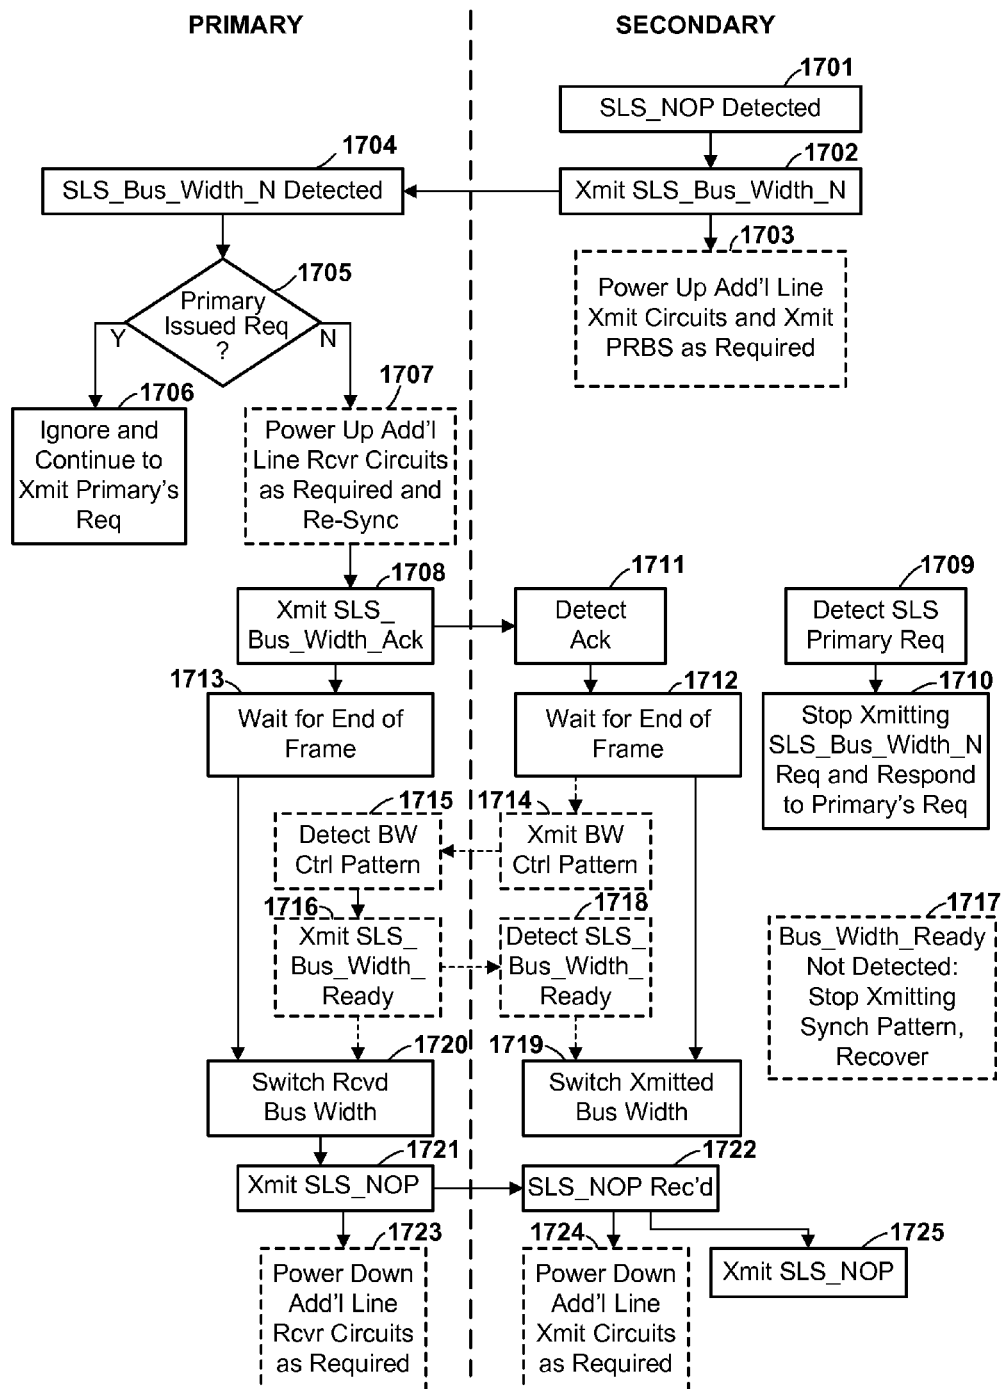 PRIMARY
SECONDARY
1701
SLS_NOP Detected
1704
SLS_Bus_Width_N Detected
1702
Xmit SLS_Bus_Width_N
1703
Power Up Add'l Line
Xmit Circuits and Xmit
PRBS as Required
1705
Primary
Issued Req
?
Y
N
1706
Ignore and
Continue to
Xmit Primary's
Req
1707
Power Up Add'l
Line Rcvr Circuits
as Required and
Re-Sync
1708
Xmit SLS_
Bus_Width_Ack
1711
Detect
Ack
1709
Detect SLS
Primary Req
1713
Wait for End of
Frame
1712
Wait for End of
Frame
1710
Stop Xmitting
SLS_Bus_Width_N
Req and Respond
to Primary's Req
1715
Detect BW
Ctrl Pattern
1714
Xmit BW
Ctrl Pattern
1716
Xmit SLS_
Bus_Width_
Ready
1718
Detect SLS_
Bus_Width_
Ready
1717
Bus_Width_Ready
Not Detected:
Stop Xmitting
Synch Pattern,
Recover
1720
Switch Rcvd
Bus Width
1719
Switch Xmitted
Bus Width
1721
Xmit SLS_NOP
1722
SLS_NOP Rec'd
1723
Power Down
Add'l Line
Rcvr Circuits
as Required
1724
Power Down
Add'l Line
Xmit Circuits
as Required
1725
Xmit SLS_NOP